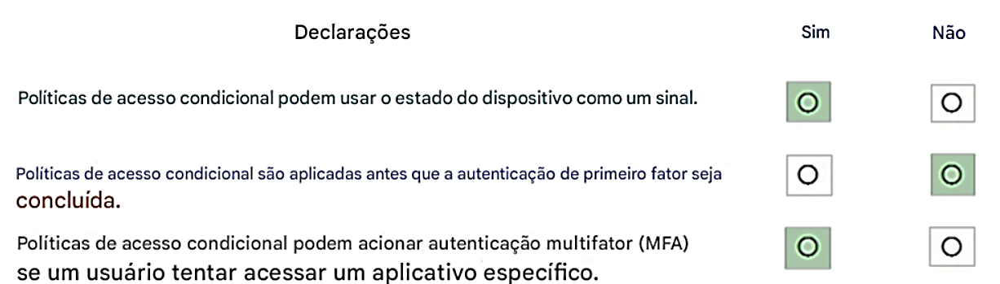 Declarações Sim Não
Políticas de acesso condicional podem usar o estado do dispositivo como um sinal.
Políticas de acesso condicional são aplicadas antes que a autenticação de primeiro fator seja
concluída.
Políticas de acesso condicional podem acionar autenticação multifator (MFA)
se um usuário tentar acessar um aplicativo específico.